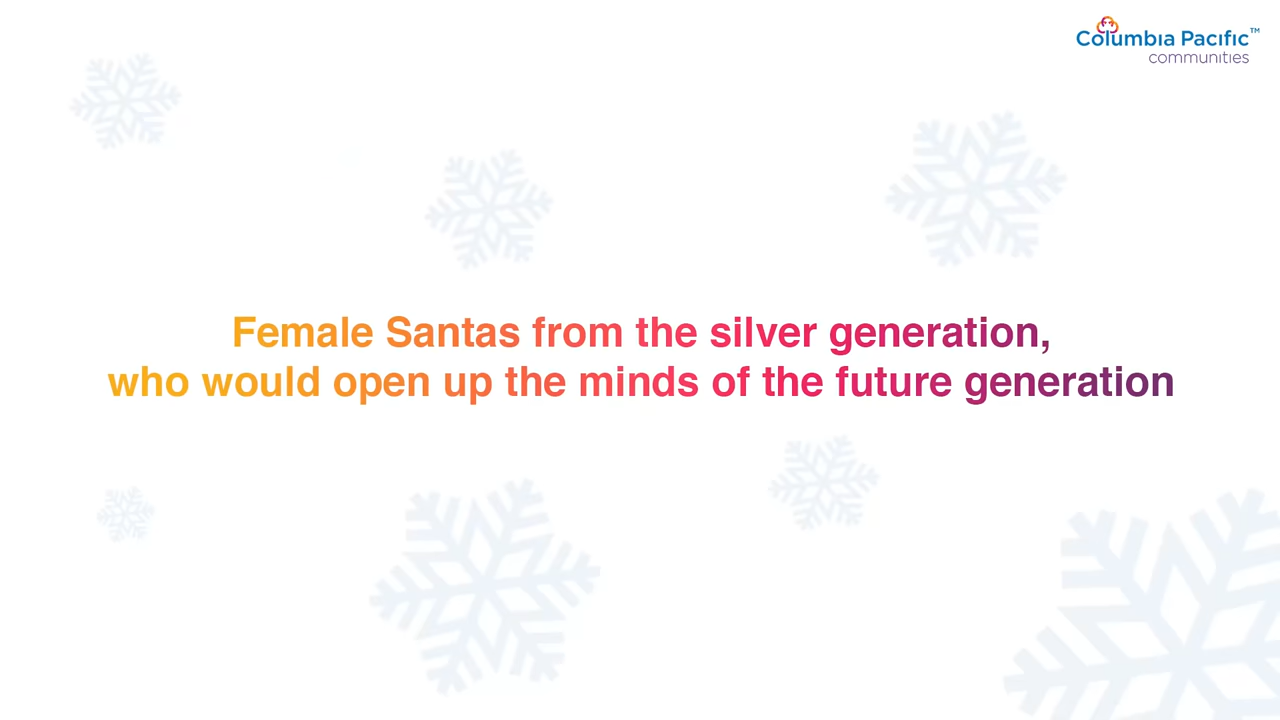 Columbia Pacific™
communities
Female Santas from the silver generation,
who would open up the minds of the future generation